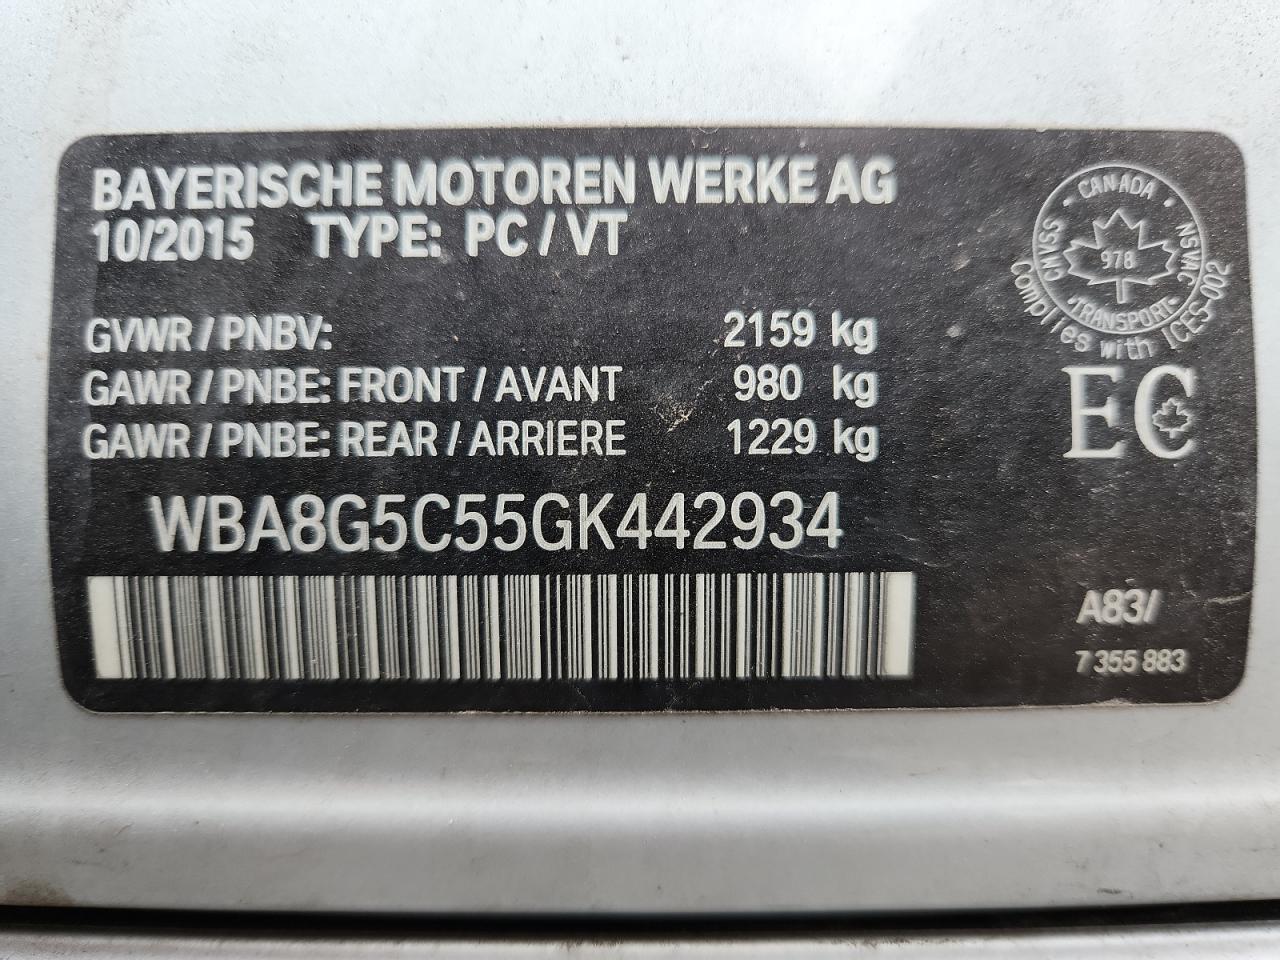 BAYERISCHE MOTOREN WERKE AG
10/2015 TYPE: PC / VT
GVWR / PNBV: 2159 kg
GAWR / PNBE: FRONT / AVANT 980 kg
GAWR / PNBE: REAR / ARRIERE 1229 kg
WBA8G5C55GK442934
CMVSS · CANADA · NSVAC
978
· TRANSPORT ·
Complies with ICES-002
EC
A83/
7 355 883